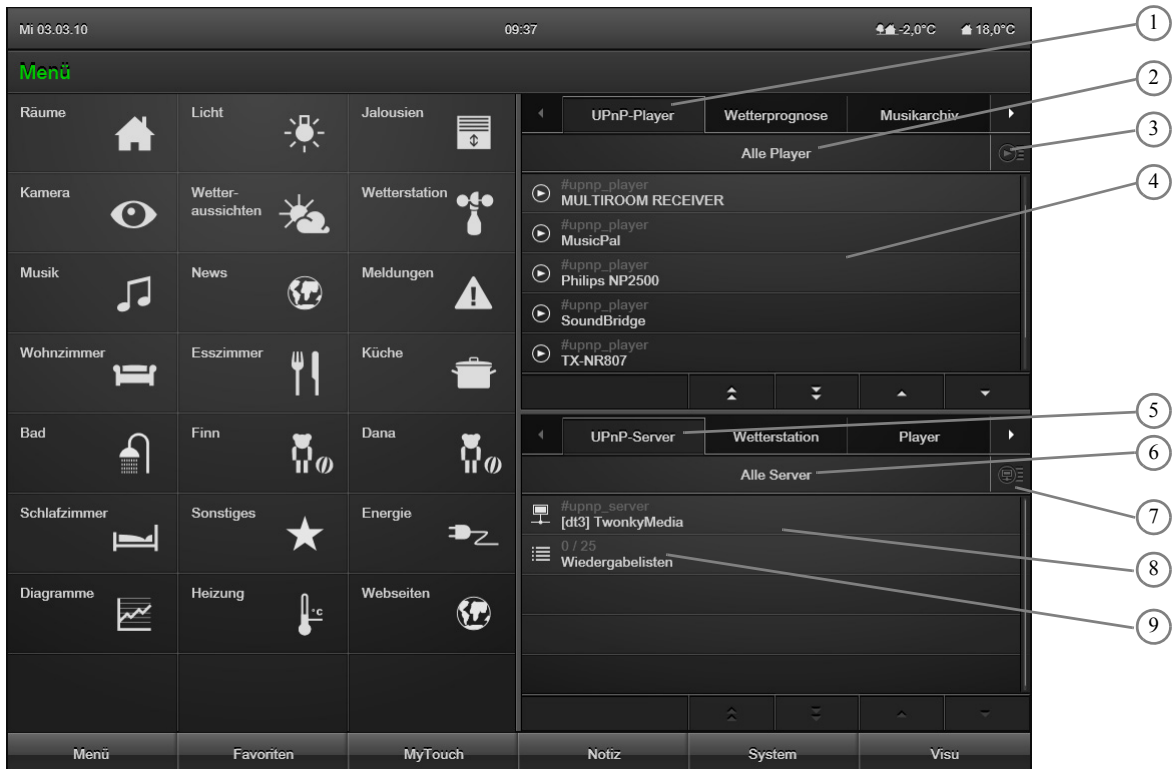 Mi 03.03.10
09:37
-2,0°C
18,0°C
Menü
Räume
Licht
Jalousien
Kamera
Wetter-
aussichten
Wetterstation
Musik
News
Meldungen
Wohnzimmer
Esszimmer
Küche
Bad
Finn
Dana
Schlafzimmer
Sonstiges
Energie
Diagramme
Heizung
°C
Webseiten
UPnP-Player
Wetterprognose
Musikarchiv
Alle Player
#upnp_player
MULTIROOM RECEIVER
#upnp_player
MusicPal
#upnp_player
Philips NP2500
#upnp_player
SoundBridge
#upnp_player
TX-NR807
UPnP-Server
Wetterstation
Player
Alle Server
#upnp_server
[dt3] TwonkyMedia
0 / 25
Wiedergabelisten
Menü
Favoriten
MyTouch
Notiz
System
Visu
1
2
3
4
5
6
7
8
8
9